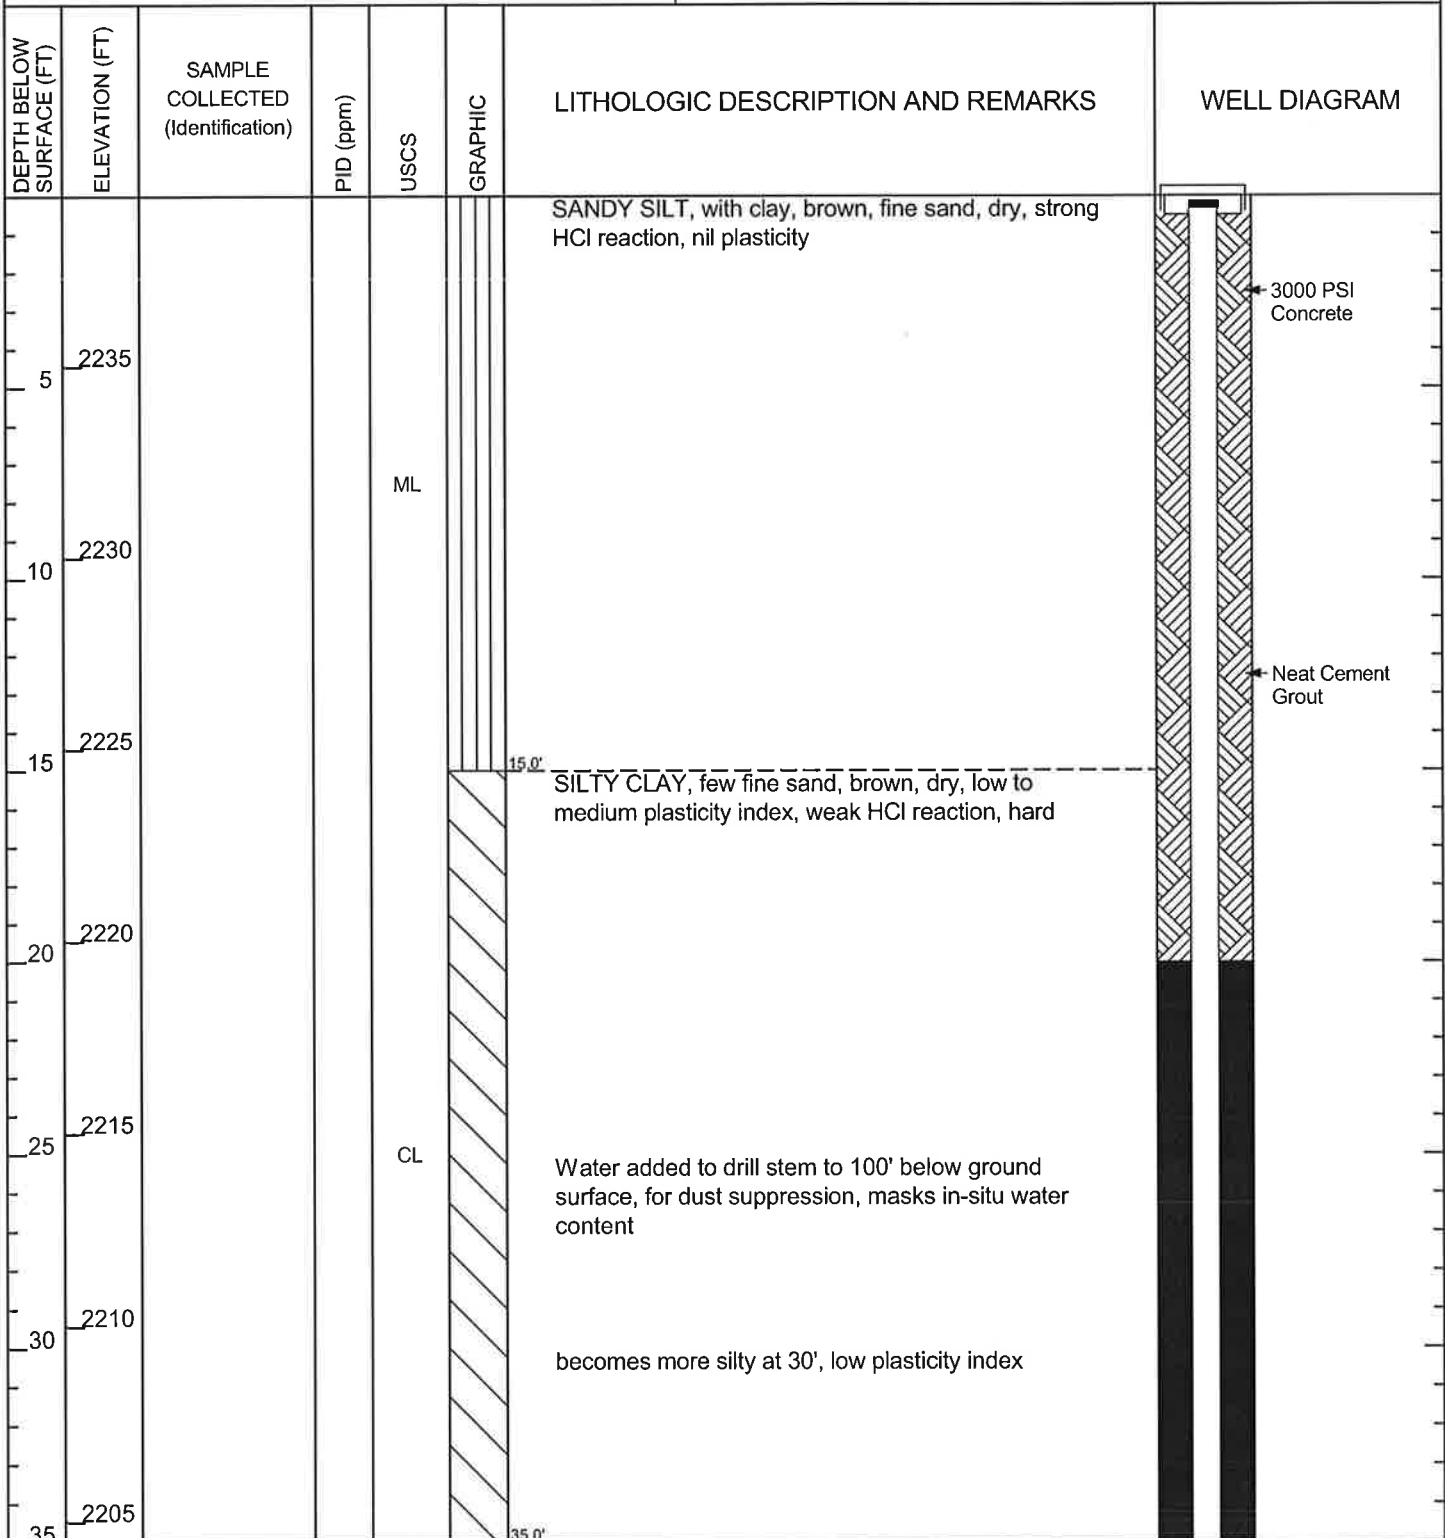 DEPTH BELOW
SURFACE (FT)
ELEVATION (FT)
SAMPLE
COLLECTED
(Identification)
PID (ppm)
USCS
GRAPHIC
LITHOLOGIC DESCRIPTION AND REMARKS
WELL DIAGRAM
SANDY SILT, with clay, brown, fine sand, dry, strong
HCl reaction, nil plasticity
3000 PSI
Concrete
2235
5
ML
2230
10
Neat Cement
Grout
2225
15
15.0'
SILTY CLAY, few fine sand, brown, dry, low to
medium plasticity index, weak HCl reaction, hard
2220
20
2215
25
CL
Water added to drill stem to 100' below ground
surface, for dust suppression, masks in-situ water
content
2210
30
becomes more silty at 30', low plasticity index
2205
35
35.0'